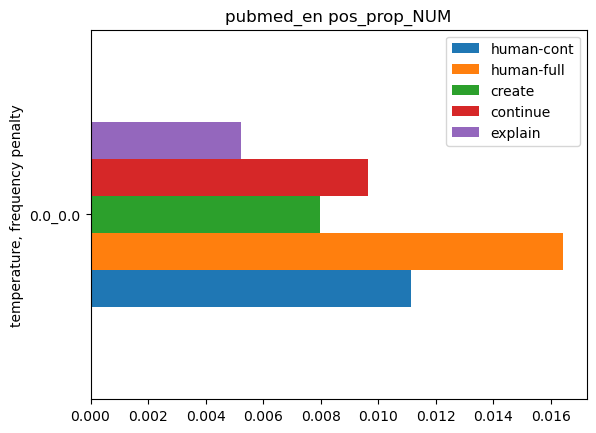 pubmed_en pos_prop_NUM
human-cont
human-full
create
continue
explain
temperature, frequency penalty
0.0_0.0
0.000 0.002 0.004 0.006 0.008 0.010 0.012 0.014 0.016